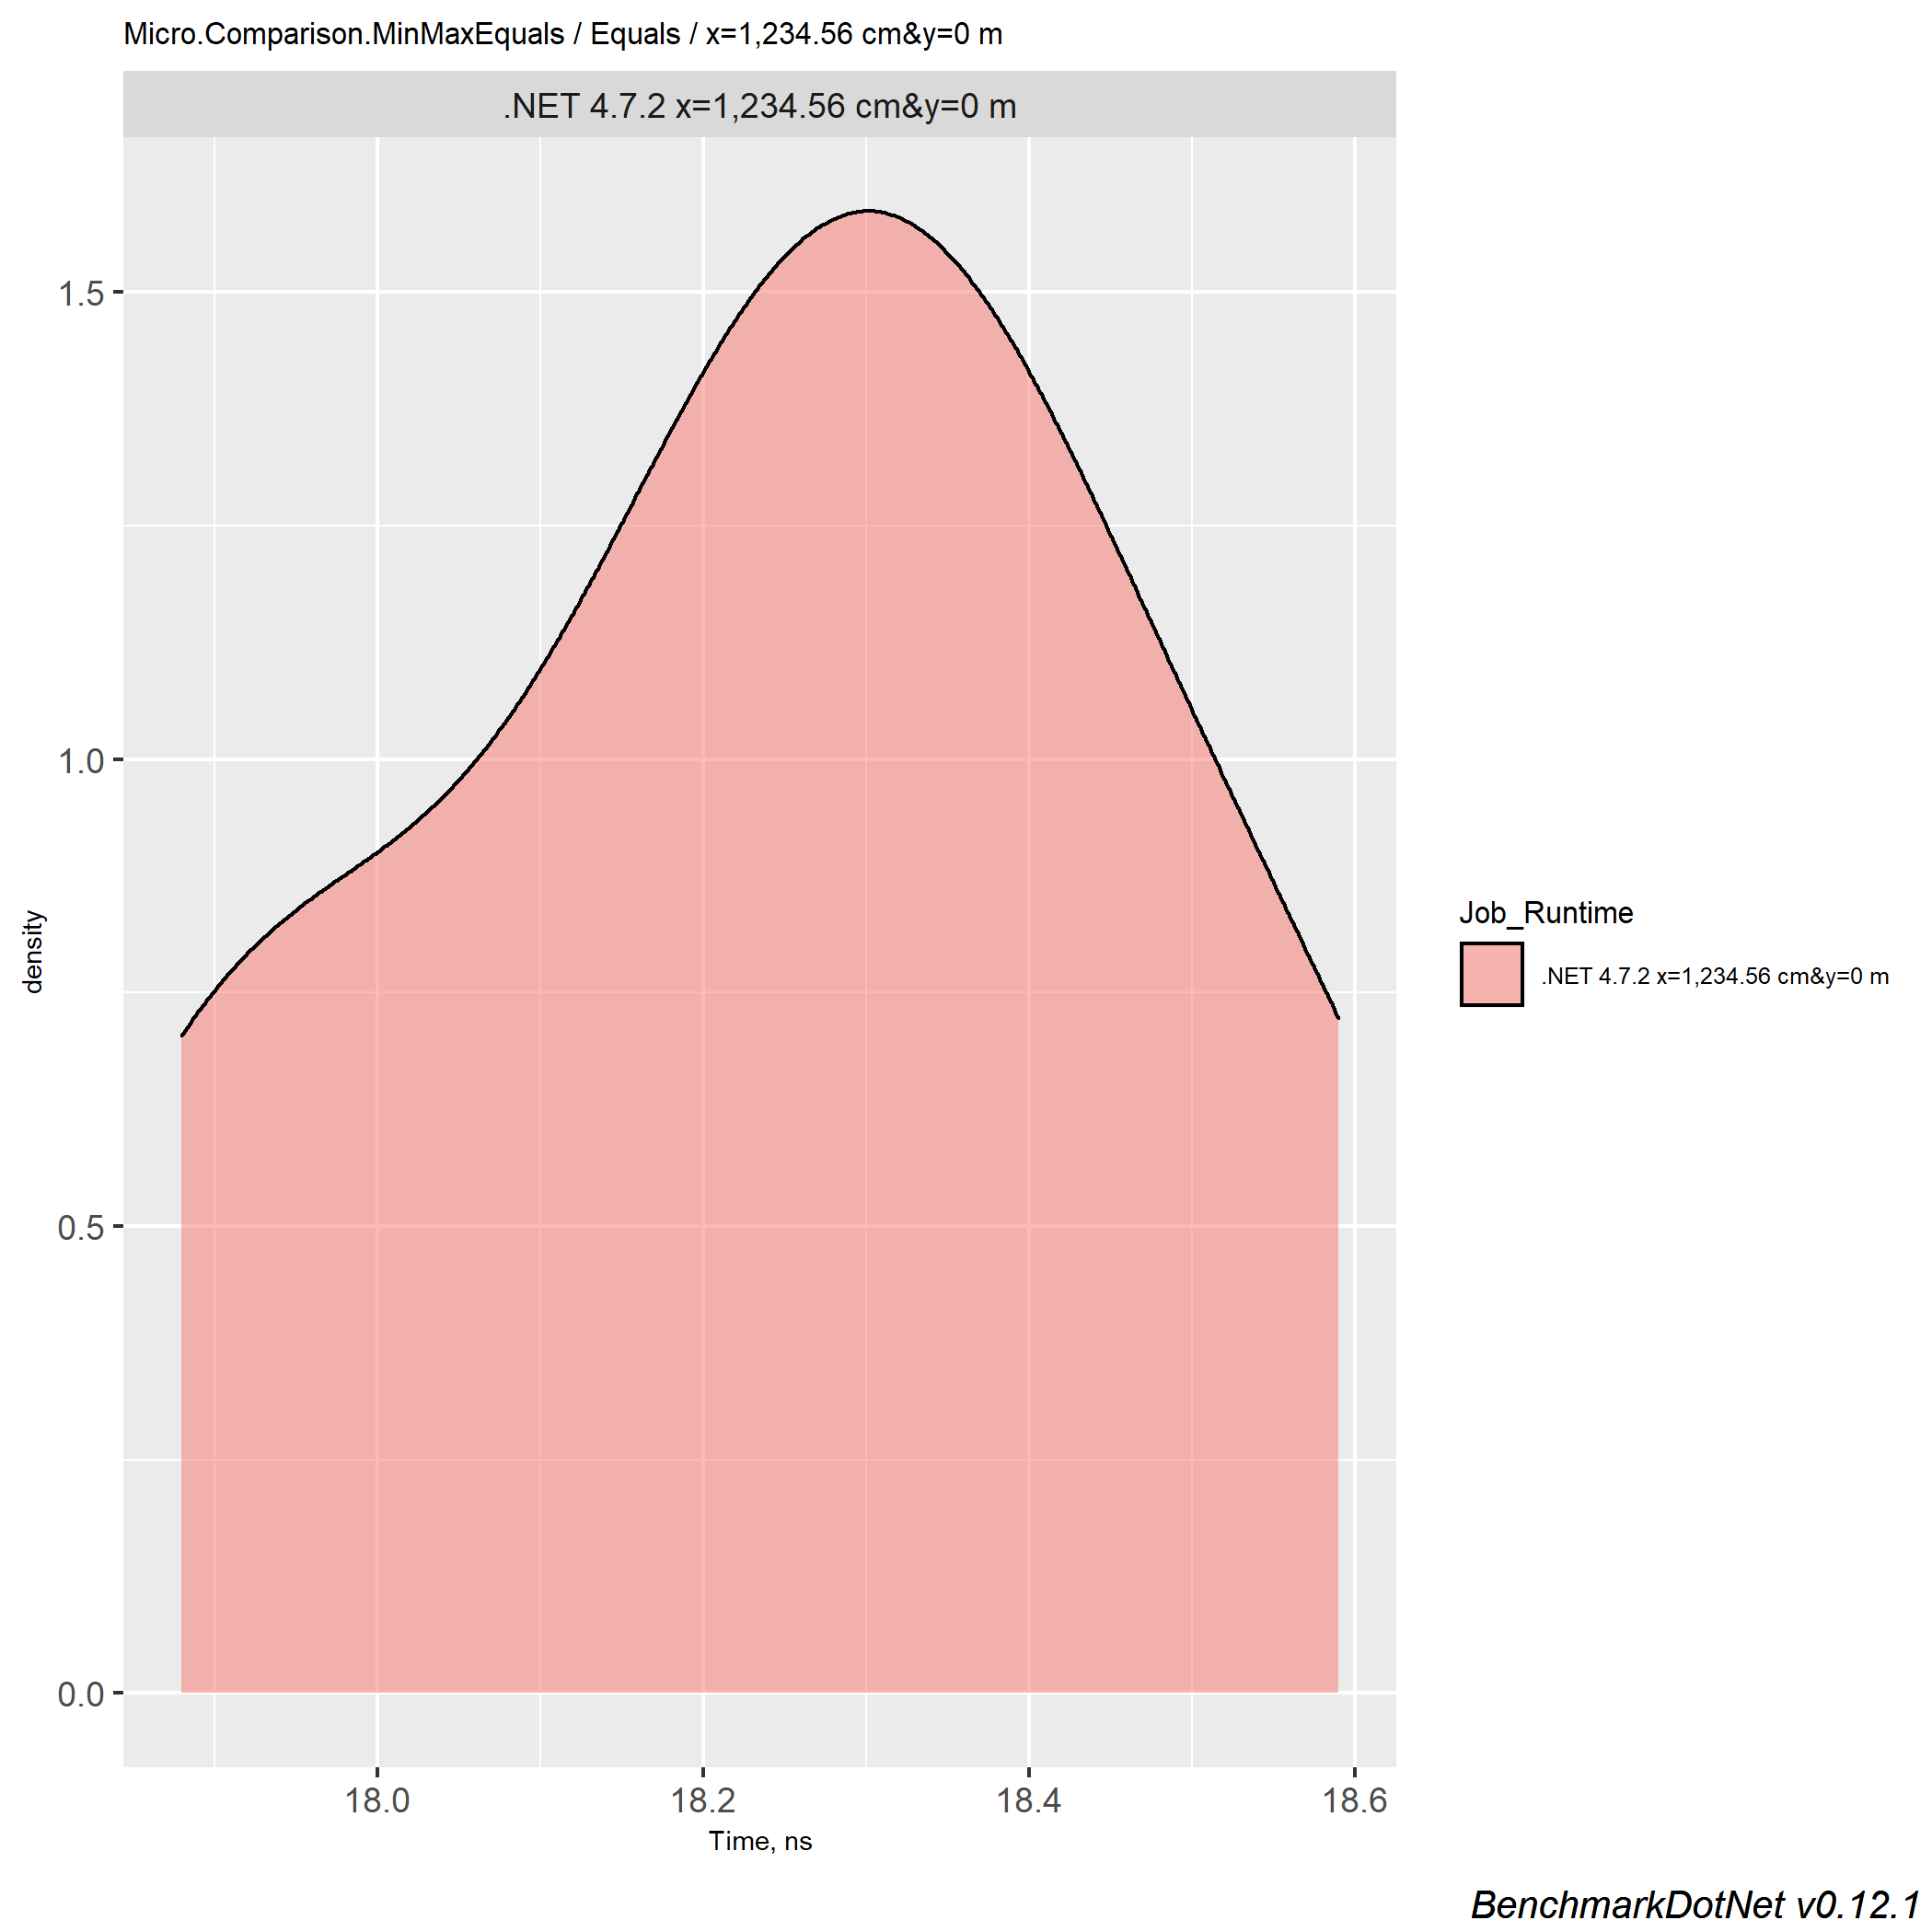 Micro.Comparison.MinMaxEquals / Equals / x=1,234.56 cm&y=0 m
.NET 4.7.2 x=1,234.56 cm&y=0 m
1.5
1.0
0.5
0.0
density
18.0 18.2 18.4 18.6
Time, ns
Job_Runtime
.NET 4.7.2 x=1,234.56 cm&y=0 m
BenchmarkDotNet v0.12.1